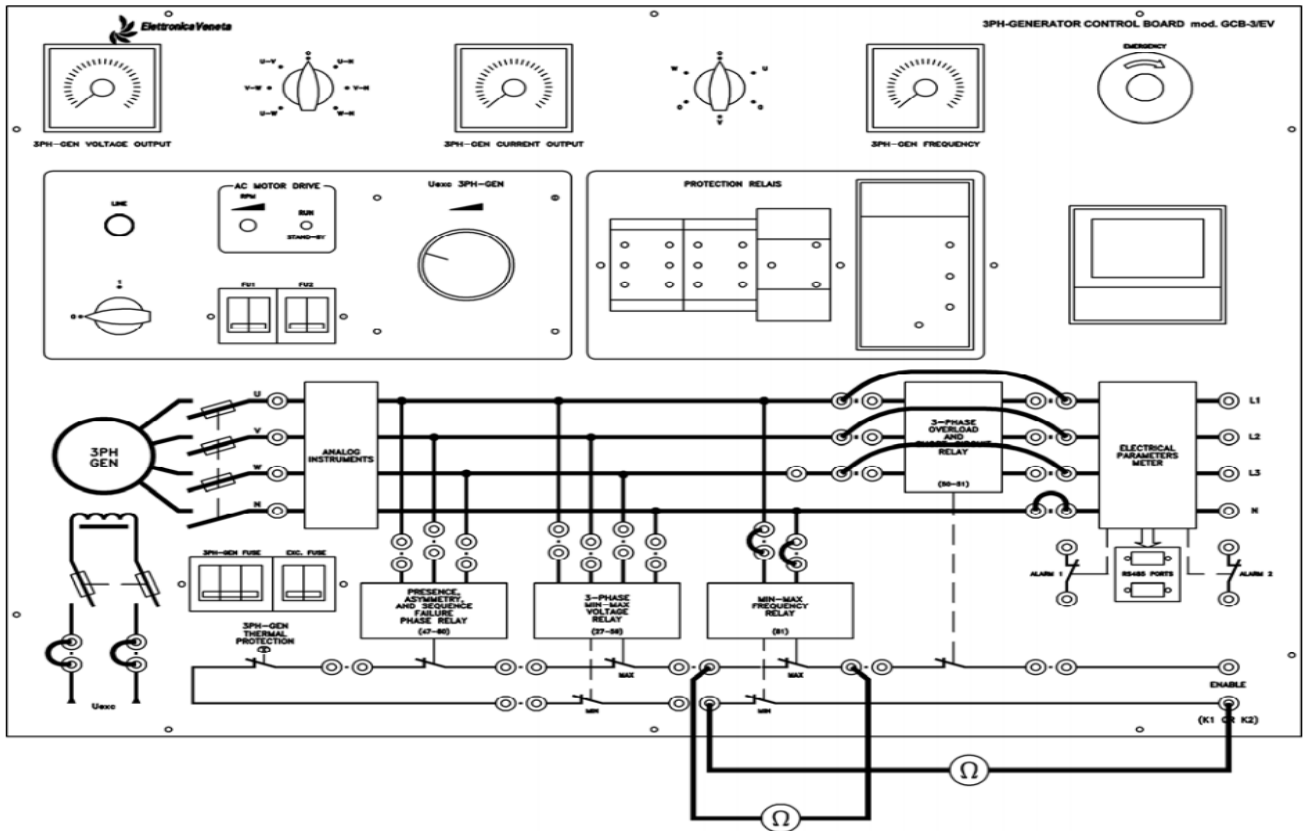 Elettronica Veneta
3PH-GENERATOR CONTROL BOARD mod. GCB-3/EV
EMERGENCY
0
U-V
U-N
V-W
V-N
U-W
W-N
W
U
0
V
3PH-GEN VOLTAGE OUTPUT
3PH-GEN CURRENT OUTPUT
3PH-GEN FREQUENCY
LINE
AC MOTOR DRIVE
RPM
RUN
STAND-BY
Uexc 3PH-GEN
PROTECTION RELAIS
1
0
FU1
FU2
3PH
GEN
U
V
W
N
ANALOG
INSTRUMENTS
3-PHASE
OVERLOAD
AND
RELAY
(50-51)
ELECTRICAL
PARAMETERS
METER
L1
L2
L3
N
3PH-GEN FUSE
EXC. FUSE
PRESENCE,
ASYMMETRY,
AND SEQUENCE
FAILURE
PHASE RELAY
(47-60)
3-PHASE
MIN-MAX
VOLTAGE
RELAY
(27-59)
MIN-MAX
FREQUENCY
RELAY
(81)
ALARM 1
RS485 PORTS
ALARM 2
3PH-GEN
THERMAL
PROTECTION
MAX
MAX
MIN
MIN
ENABLE
(K1 OR K2)
Uexc
Ω
Ω